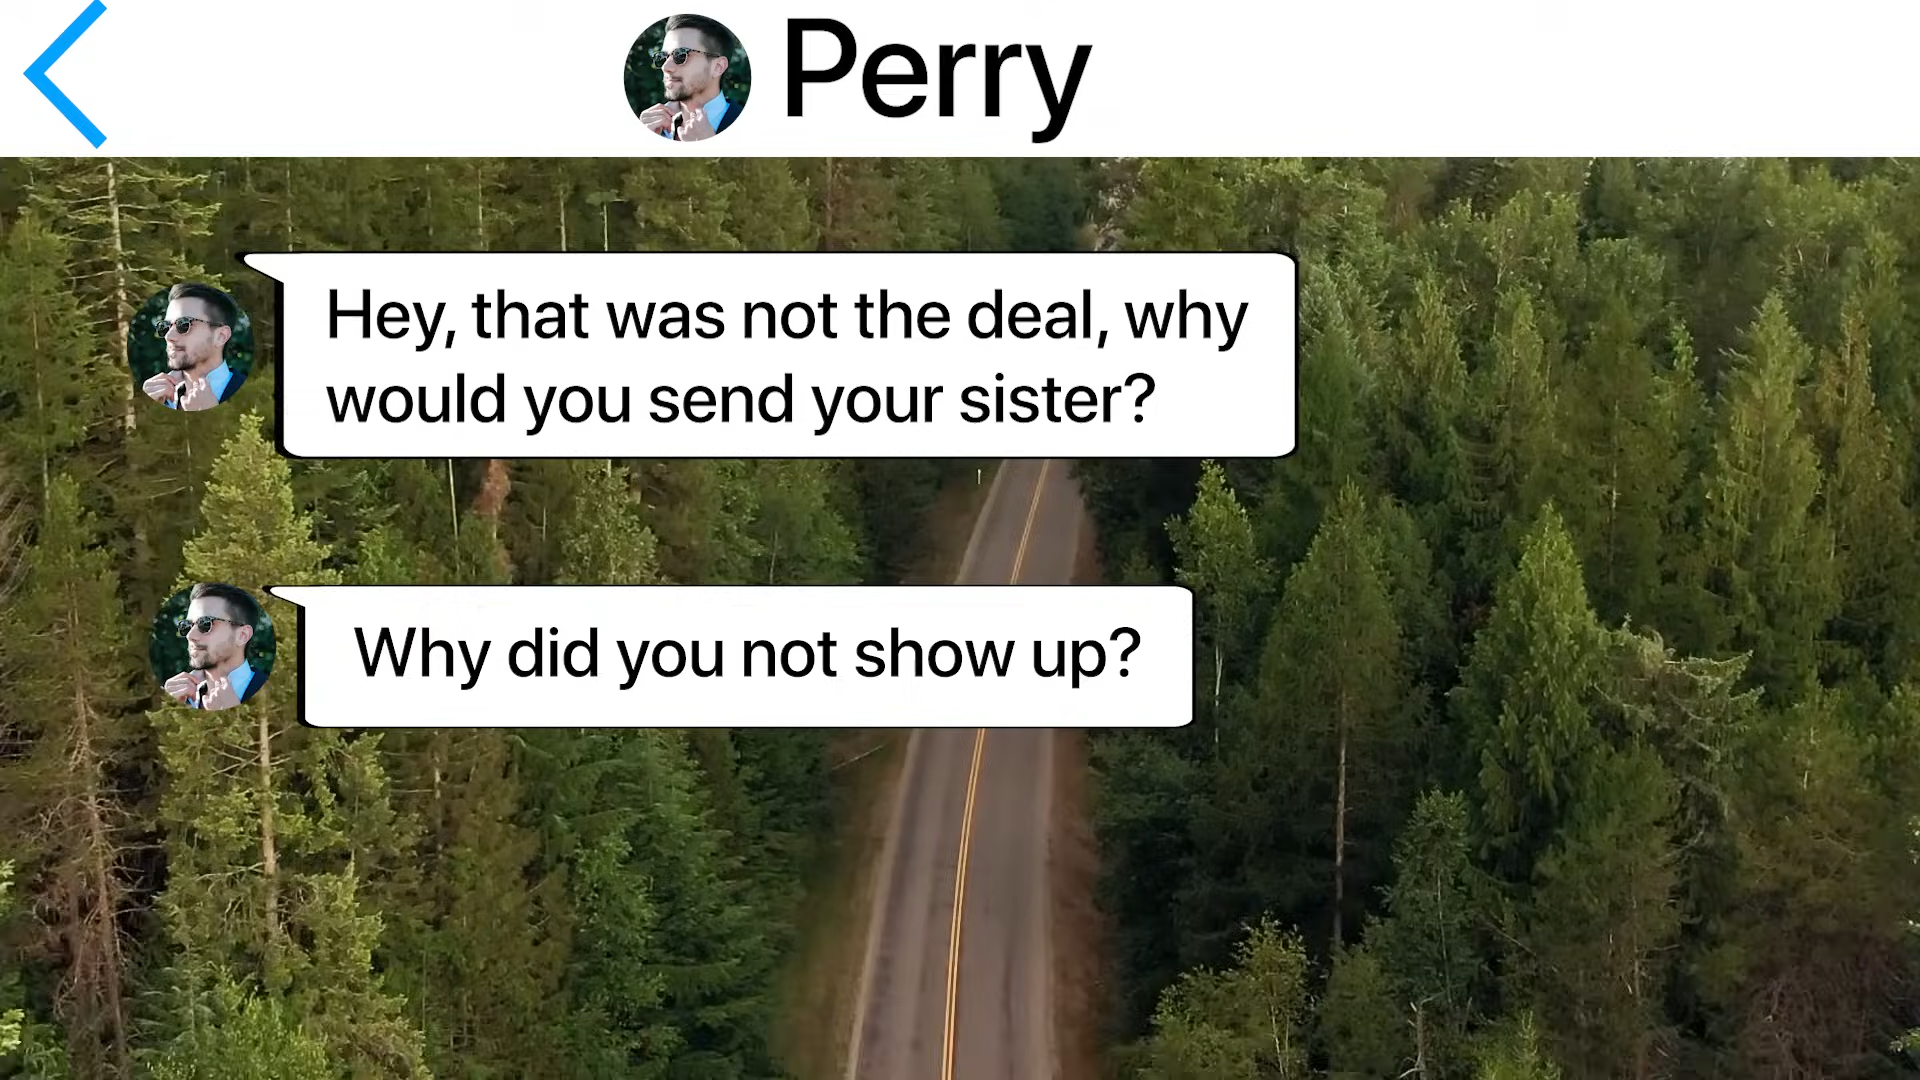 Perry
Hey, that was not the deal, why
would you send your sister?
Why did you not show up?